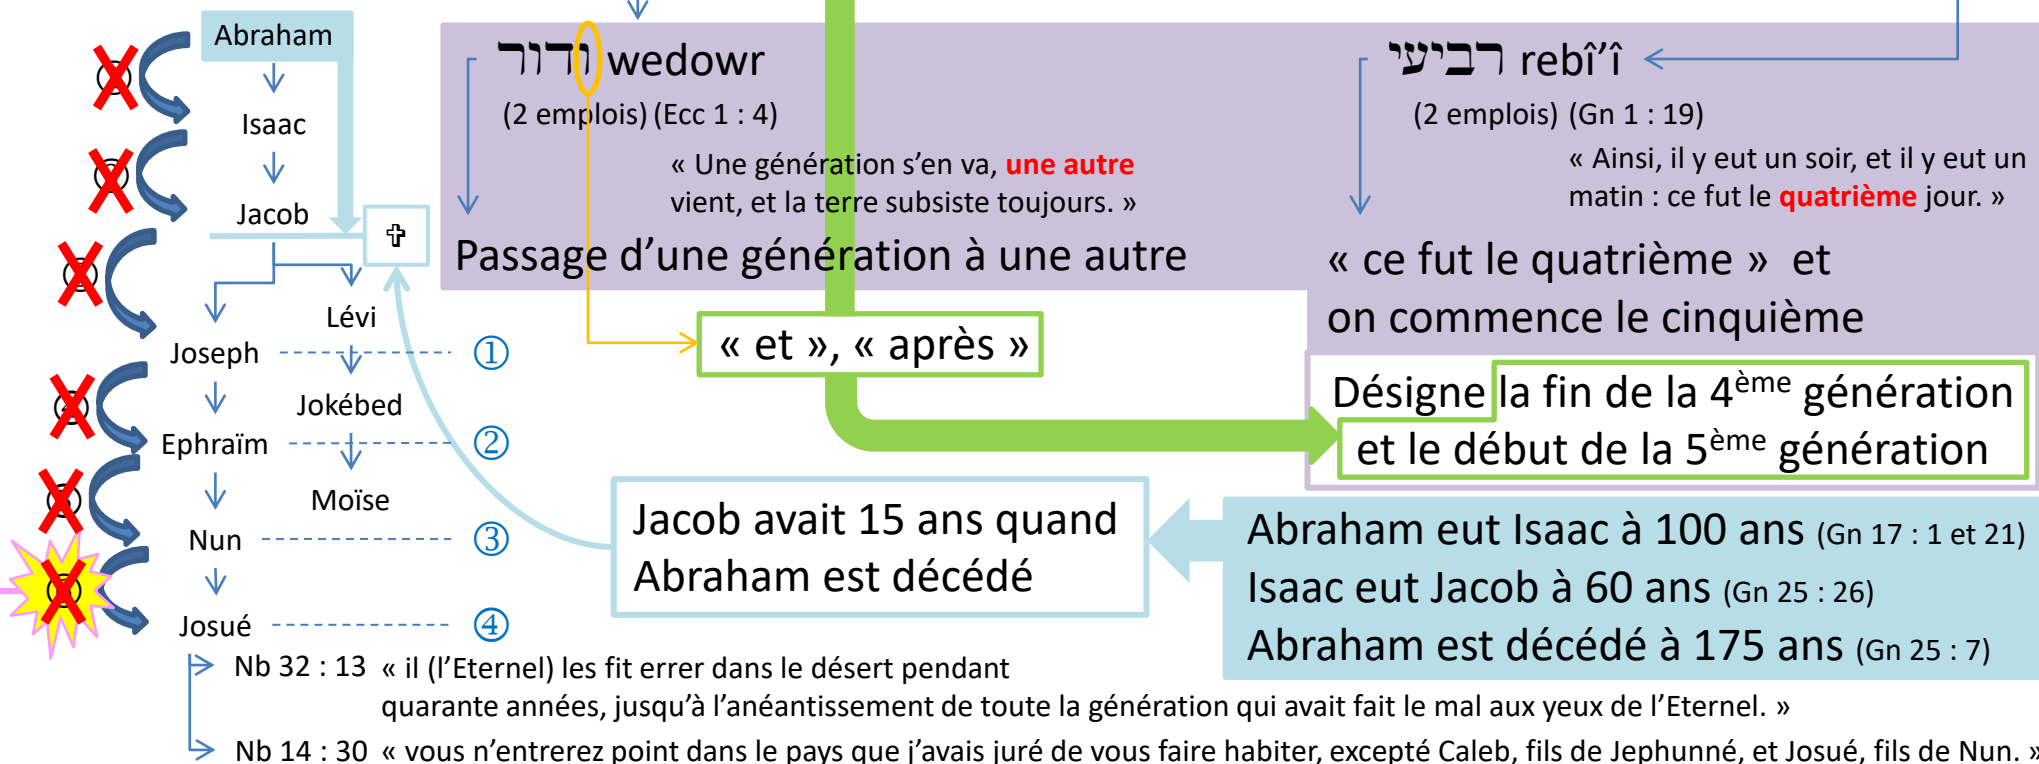 Abraham
Isaac
Jacob
✞
Lévi
Joseph
①
Jokébed
Ephraïm
②
Moïse
Nun
③
Josué
④
ודור wedowr
(2 emplois) (Ecc 1 : 4)
« Une génération s’en va, une autre
vient, et la terre subsiste toujours. »
Passage d’une génération à une autre
« et », « après »
רביעי rebî’î
(2 emplois) (Gn 1 : 19)
« Ainsi, il y eut un soir, et il y eut un
matin : ce fut le quatrième jour. »
« ce fut le quatrième » et
on commence le cinquième
Désigne la fin de la 4ème génération
et le début de la 5ème génération
Jacob avait 15 ans quand
Abraham est décédé
Abraham eut Isaac à 100 ans (Gn 17 : 1 et 21)
Isaac eut Jacob à 60 ans (Gn 25 : 26)
Abraham est décédé à 175 ans (Gn 25 : 7)
Nb 32 : 13 « il (l’Eternel) les fit errer dans le désert pendant
quarante années, jusqu’à l’anéantissement de toute la génération qui avait fait le mal aux yeux de l’Eternel. »
Nb 14 : 30 « vous n’entrerez point dans le pays que j’avais juré de vous faire habiter, excepté Caleb, fils de Jephunné, et Josué, fils de Nun. »